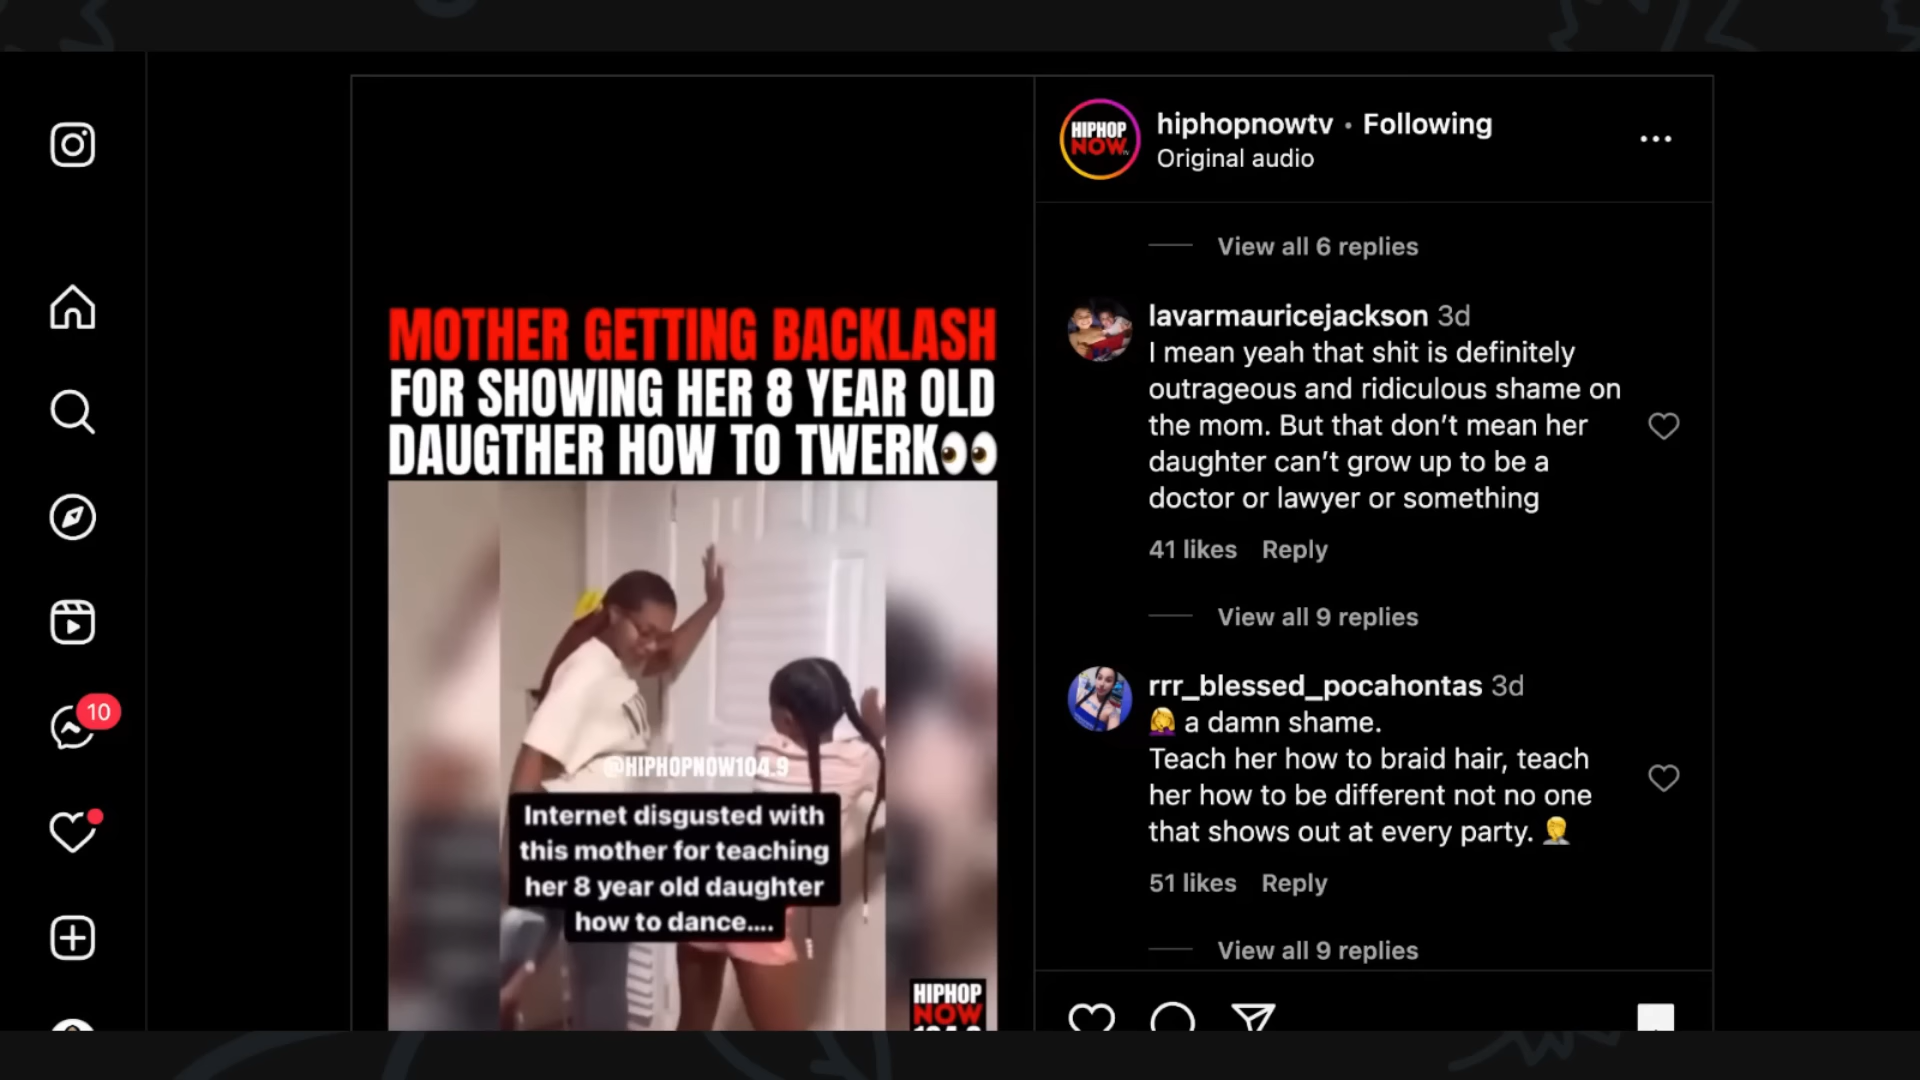 10
MOTHER GETTING BACKLASH
FOR SHOWING HER 8 YEAR OLD
DAUGTHER HOW TO TWERK👀
@HIPHOPNOW104.9
Internet disgusted with
this mother for teaching
her 8 year old daughter
how to dance....
HIPHOP
NOW
104.9
HIPHOP
NOW
TV
hiphopnowtv • Following
Original audio
View all 6 replies
lavarmauricejackson 3d
I mean yeah that shit is definitely
outrageous and ridiculous shame on
the mom. But that don’t mean her
daughter can’t grow up to be a
doctor or lawyer or something
41 likes Reply
View all 9 replies
rrr_blessed_pocahontas 3d
🤦‍♀️ a damn shame.
Teach her how to braid hair, teach
her how to be different not no one
that shows out at every party. 🤦
51 likes Reply
View all 9 replies